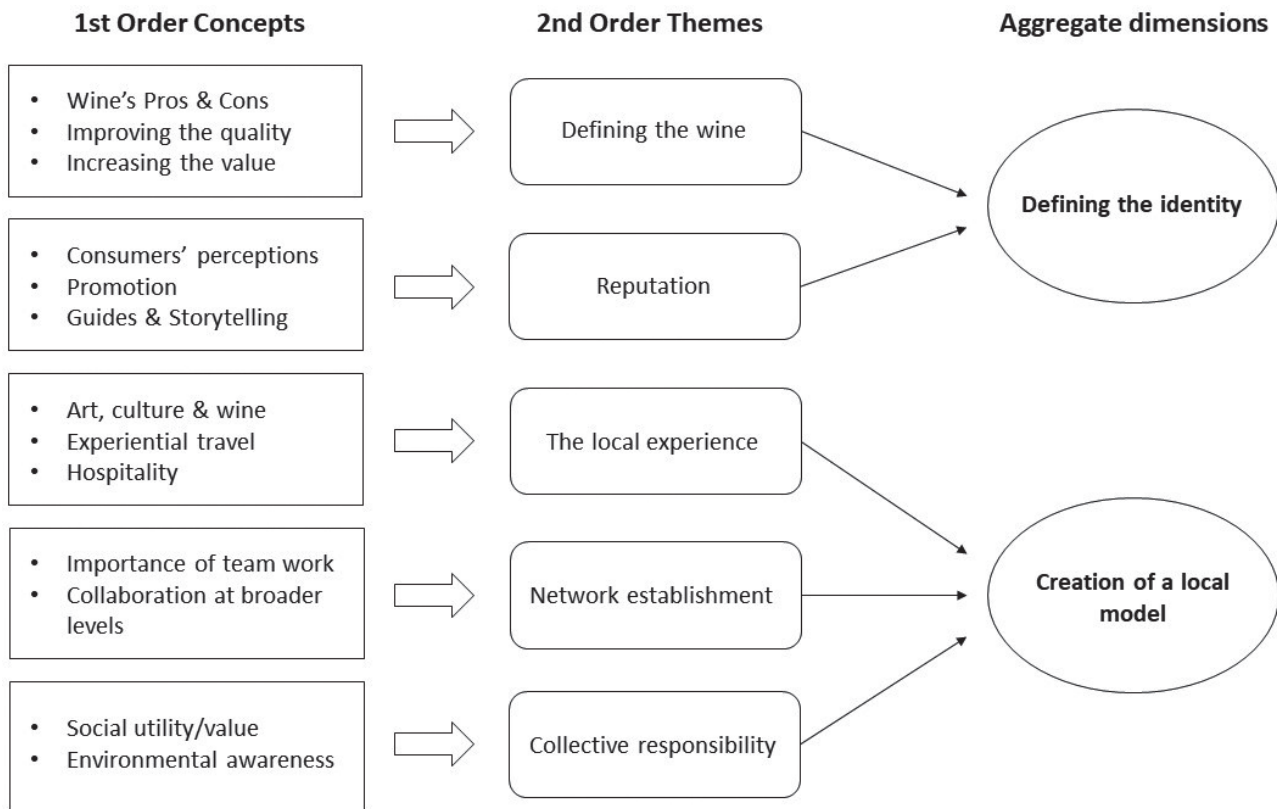 1st Order Concepts
2nd Order Themes
Aggregate dimensions
• Wine's Pros & Cons
• Improving the quality
• Increasing the value
Defining the wine
Defining the identity
• Consumers' perceptions
• Promotion
• Guides & Storytelling
Reputation
• Art, culture & wine
• Experiential travel
• Hospitality
The local experience
• Importance of team work
• Collaboration at broader
levels
Network establishment
Creation of a local
model
• Social utility/value
• Environmental awareness
Collective responsibility